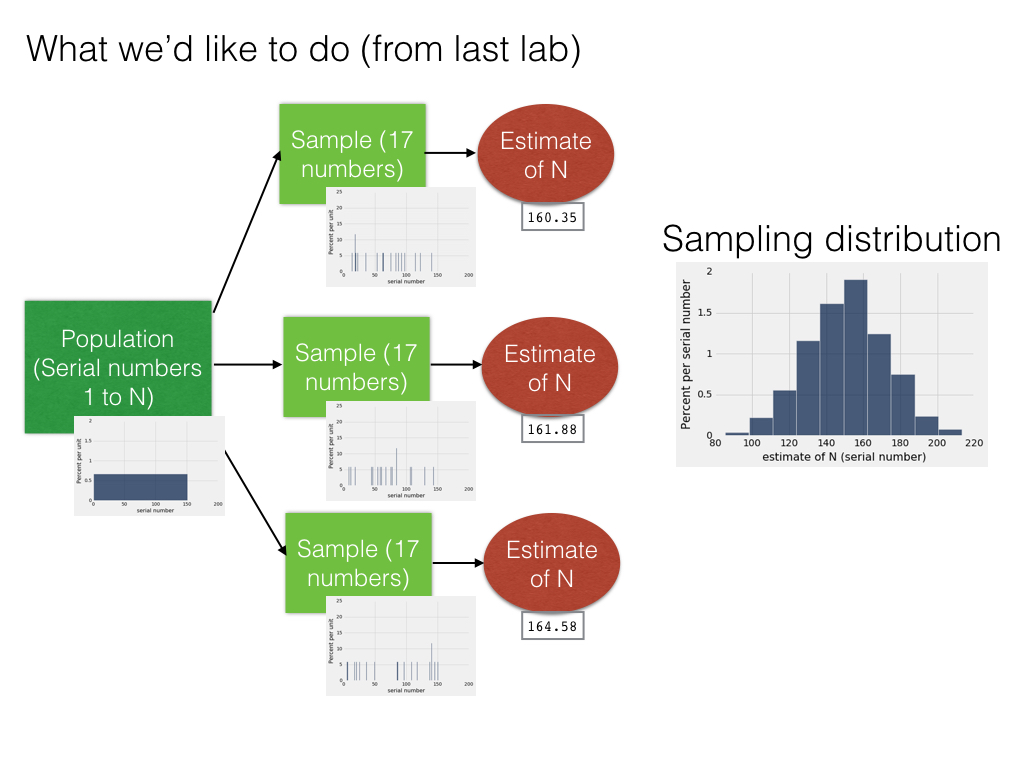 What we'd like to do (from last lab)
Sample (17
numbers)
Estimate
of N
160.35
25
20
15
10
5
0
Percent per unit
0 50 100 150 200
serial number
Sampling distribution
2
1.5
1
0.5
0
Percent per serial number
80 100 120 140 160 180 200 220
estimate of N (serial number)
Population
(Serial numbers
1 to N)
2
1.5
1
0.5
0
Percent per unit
0 50 100 150 200
serial number
Sample (17
numbers)
Estimate
of N
161.88
25
20
15
10
5
0
Percent per unit
0 50 100 150 200
serial number
Sample (17
numbers)
Estimate
of N
164.58
25
20
15
10
5
0
Percent per unit
0 50 100 150 200
serial number